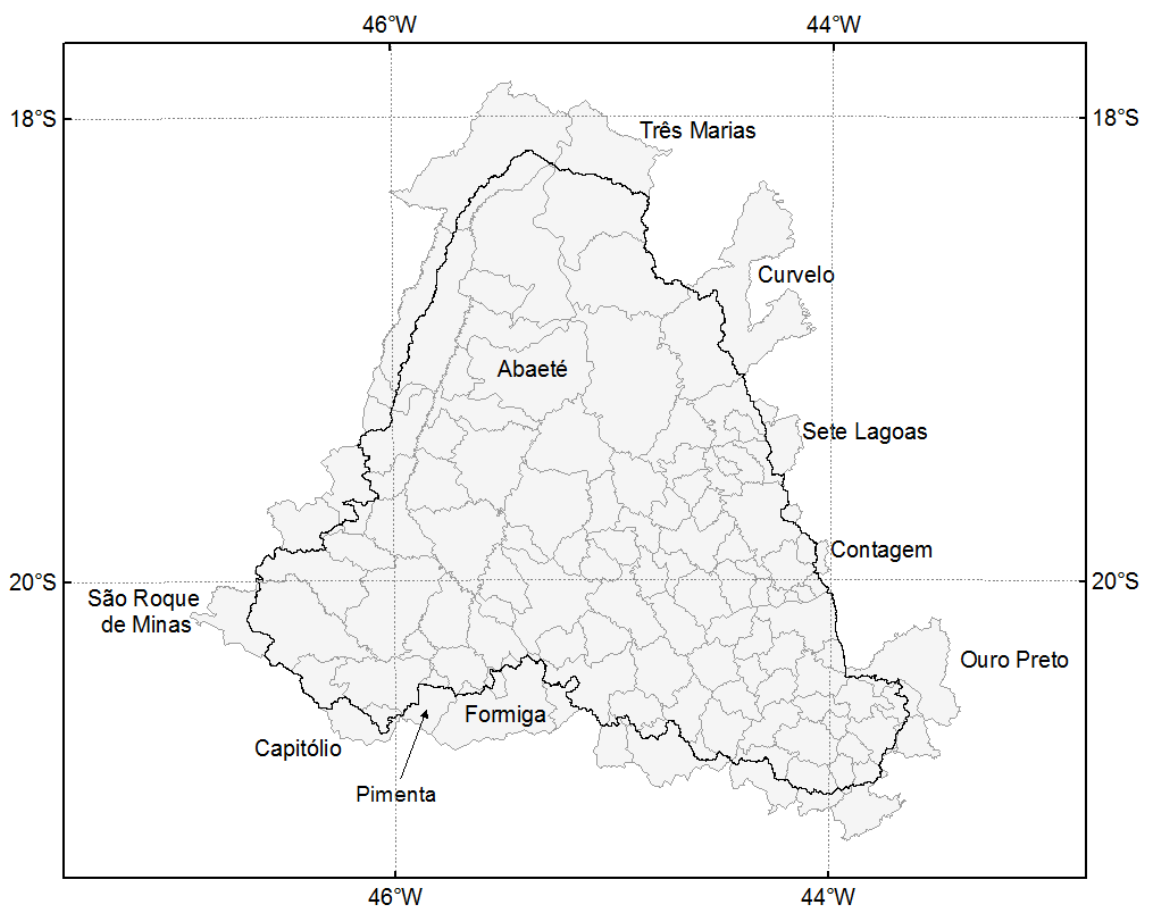 46°W
44°W
18°S
18°S
Três Marias
Curvelo
Abaeté
Sete Lagoas
Contagem
20°S
20°S
São Roque
de Minas
Ouro Preto
Formiga
Capitólio
Pimenta
46°W
44°W